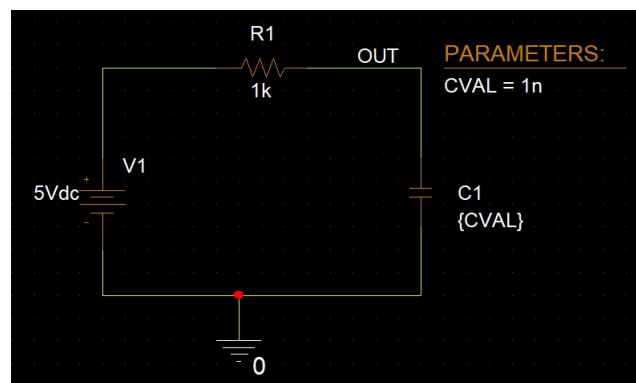 R1
1k
OUT
PARAMETERS:
CVAL = 1n
V1
5Vdc
+
-
C1
{CVAL}
0